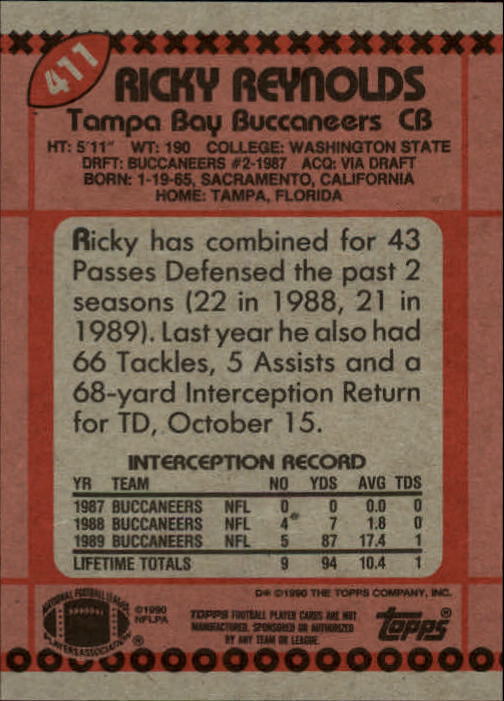 411
RICKY REYNOLDS
Tampa Bay Buccaneers CB
HT: 5'11" WT: 190 COLLEGE: WASHINGTON STATE
DRFT: BUCCANEERS #2-1987 ACQ: VIA DRAFT
BORN: 1-19-65, SACRAMENTO, CALIFORNIA
HOME: TAMPA, FLORIDA
Ricky has combined for 43
Passes Defensed the past 2
seasons (22 in 1988, 21 in
1989). Last year he also had
66 Tackles, 5 Assists and a
68-yard Interception Return
for TD, October 15.
INTERCEPTION RECORD
YR TEAM NO YDS AVG TDS
1987 BUCCANEERS NFL 0 0 0.0 0
1988 BUCCANEERS NFL 4 7 1.8 0
1989 BUCCANEERS NFL 5 87 17.4 1
LIFETIME TOTALS 9 94 10.4 1
D* ©1990 THE TOPPS COMPANY, INC.
NATIONAL FOOTBALL LEAGUE
PLAYERS ASSOCIATION ®
©1990
NFLPA
TOPPS FOOTBALL PLAYER CARDS ARE NOT
MANUFACTURED, SPONSORED OR AUTHORIZED
BY ANY TEAM OR LEAGUE.
topps®